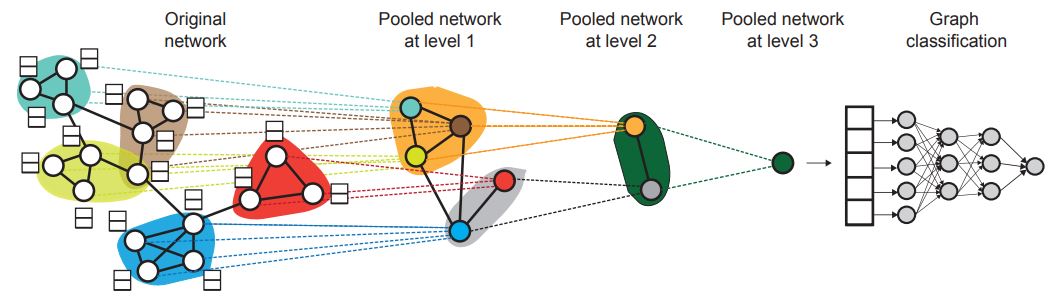 Original
network
Pooled network
at level 1
Pooled network
at level 2
Pooled network
at level 3
Graph
classification